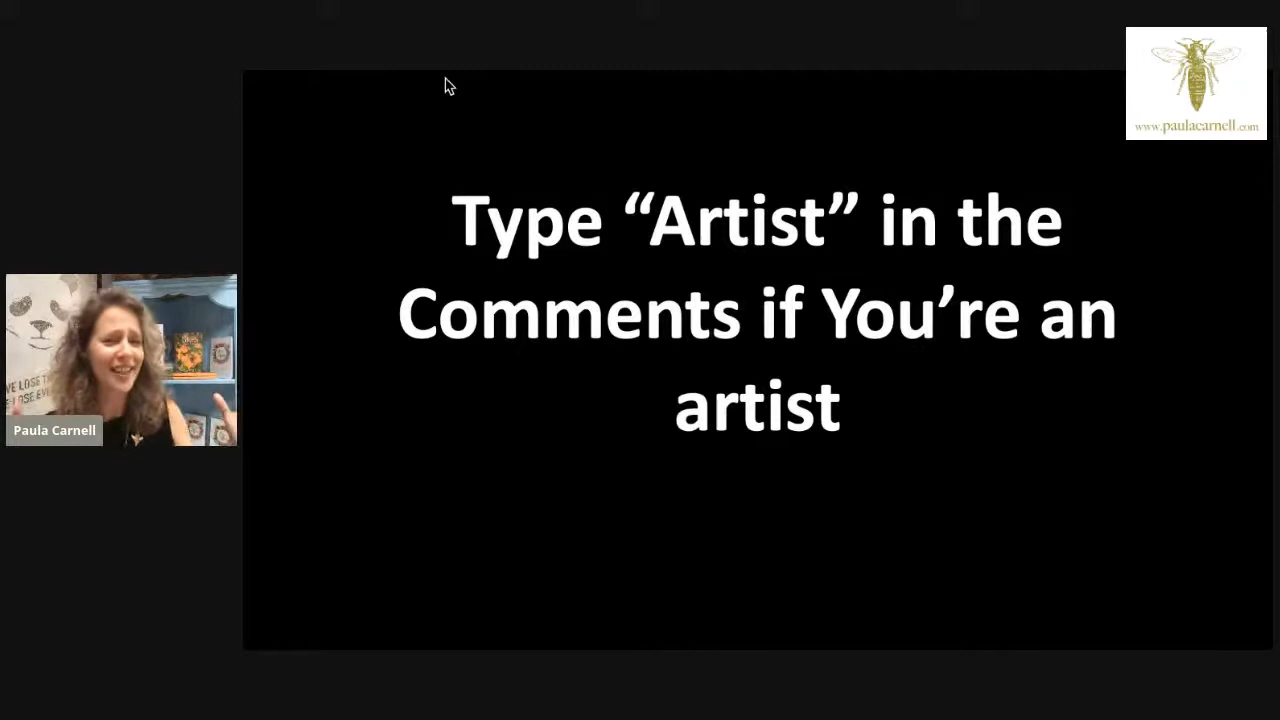 www.paulacarnell.com
Type “Artist” in the
Comments if You’re an
artist
Paula Carnell